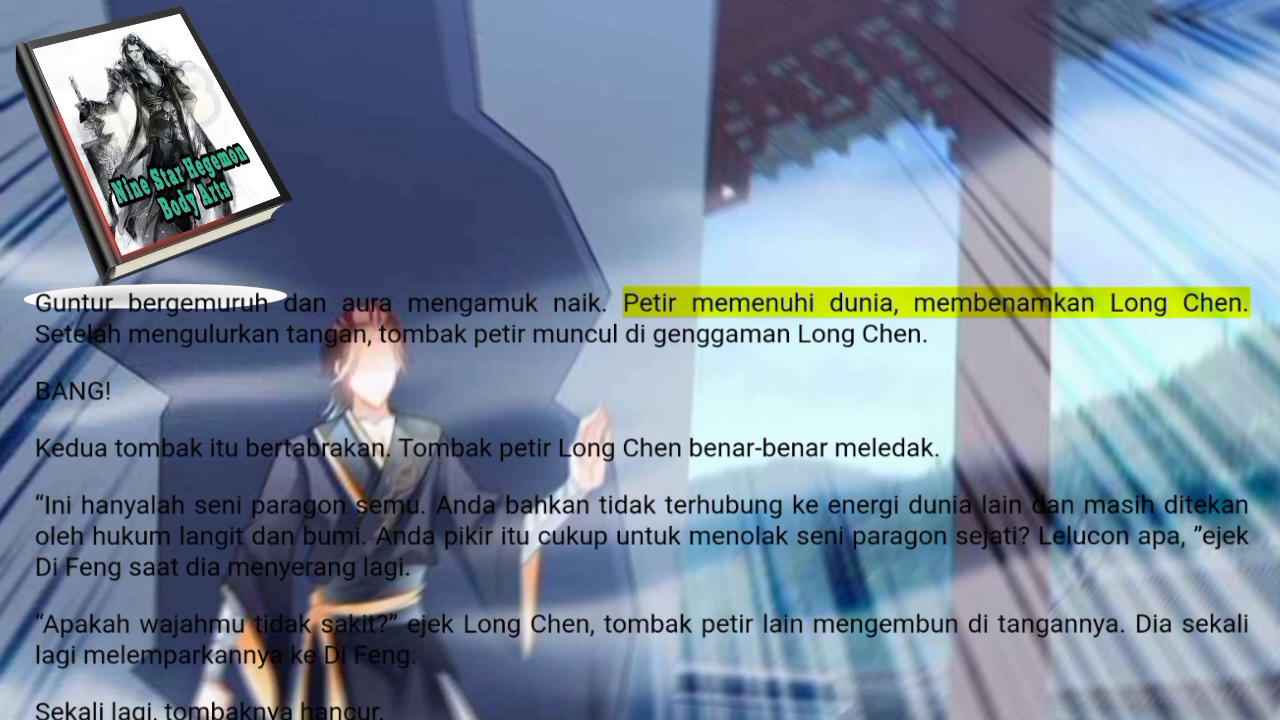 Nine Star Hegemon
Body Arts
Guntur bergemuruh dan aura mengamuk naik. Petir memenuhi dunia, membenamkan Long Chen.
Setelah mengulurkan tangan, tombak petir muncul di genggaman Long Chen.
BANG!
Kedua tombak itu bertabrakan. Tombak petir Long Chen benar-benar meledak.
“Ini hanyalah seni paragon semu. Anda bahkan tidak terhubung ke energi dunia lain dan masih ditekan
oleh hukum langit dan bumi. Anda pikir itu cukup untuk menolak seni paragon sejati? Lelucon apa, ”ejek
Di Feng saat dia menyerang lagi.
“Apakah wajahmu tidak sakit?” ejek Long Chen, tombak petir lain mengembun di tangannya. Dia sekali
lagi melemparkannya ke Di Feng.
Sekali lagi, tombaknya hancur.